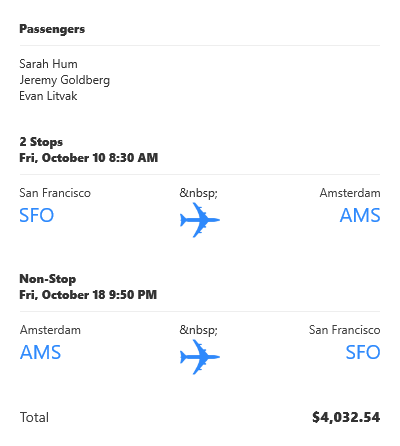 Passengers
Sarah Hum
Jeremy Goldberg
Evan Litvak
2 Stops
Fri, October 10 8:30 AM
San Francisco &nbsp; Amsterdam
SFO AMS
Non-Stop
Fri, October 18 9:50 PM
Amsterdam &nbsp; San Francisco
AMS SFO
Total $4,032.54